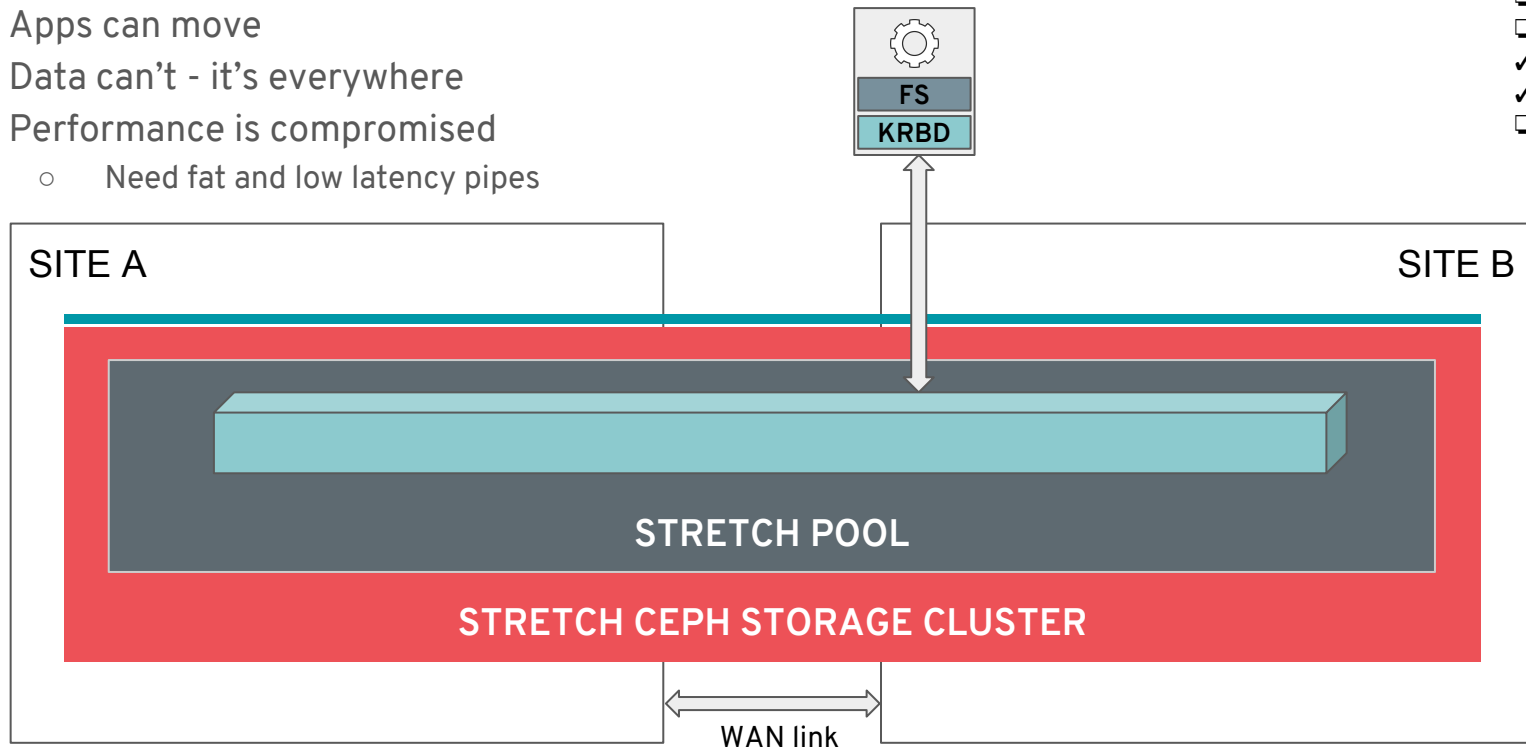 Apps can move
Data can’t - it’s everywhere
Performance is compromised
○ Need fat and low latency pipes
FS
KRBD
SITE A
SITE B
STRETCH POOL
STRETCH CEPH STORAGE CLUSTER
WAN link